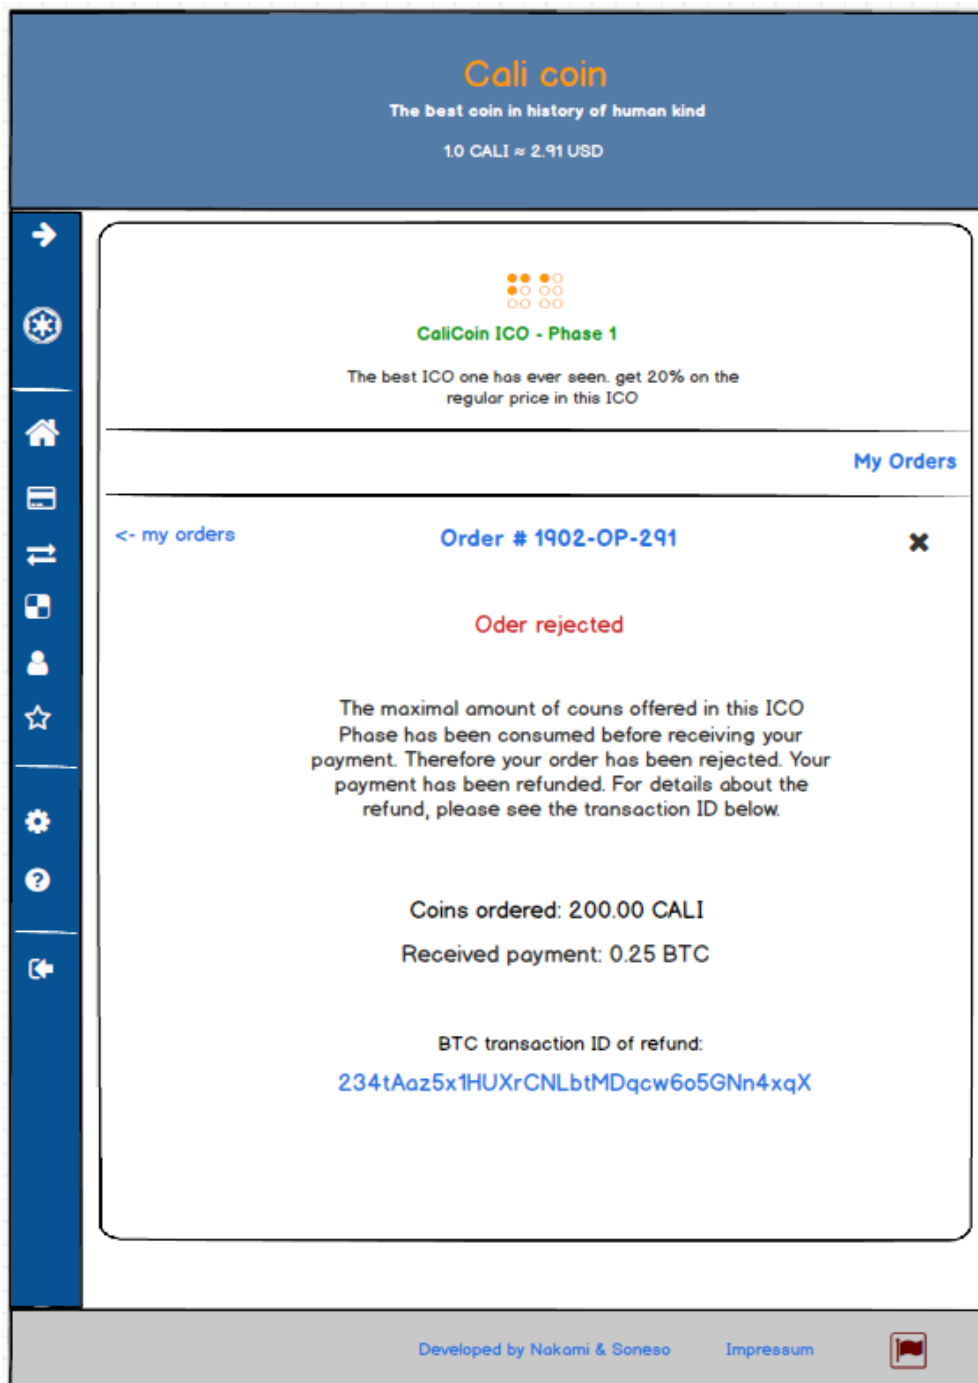 Cali coin
The best coin in history of human kind
1.0 CALI ≈ 2.91 USD
CaliCoin ICO - Phase 1
The best ICO one has ever seen. get 20% on the
regular price in this ICO
My Orders
<- my orders
Order # 1902-OP-291
Oder rejected
The maximal amount of couns offered in this ICO
Phase has been consumed before receiving your
payment. Therefore your order has been rejected. Your
payment has been refunded. For details about the
refund, please see the transaction ID below.
Coins ordered: 200.00 CALI
Received payment: 0.25 BTC
BTC transaction ID of refund:
234tAaz5x1HUXrCNLbtMDqcw6o5GNn4xqX
Developed by Nakami & Soneso
Impressum